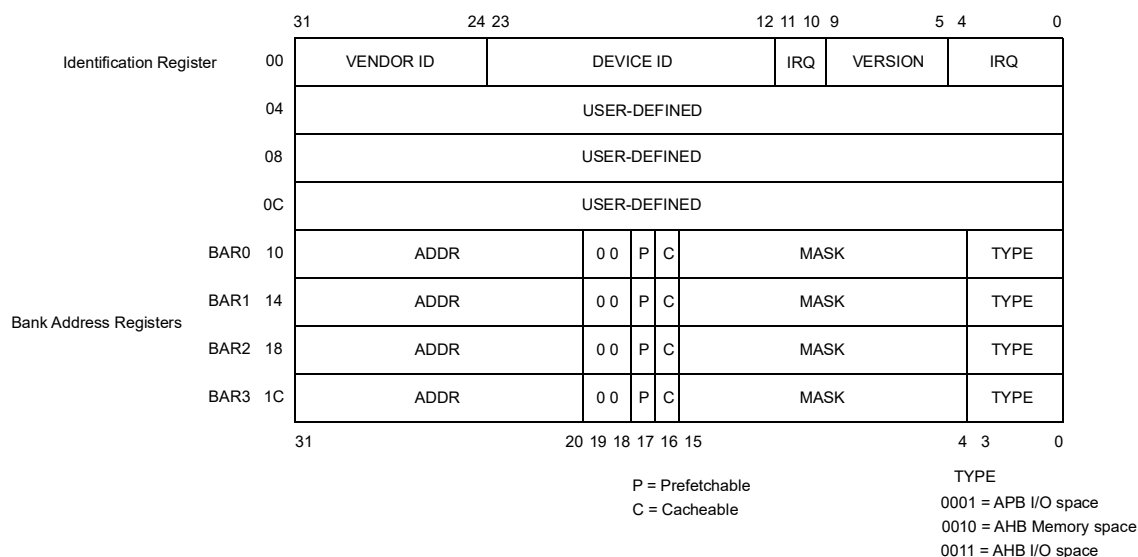 31 24 23 12 11 10 9 5 4 0
Identification Register 00 VENDOR ID DEVICE ID IRQ VERSION IRQ
04 USER-DEFINED
08 USER-DEFINED
0C USER-DEFINED
BAR0 10 ADDR 0 0 P C MASK TYPE
BAR1 14 ADDR 0 0 P C MASK TYPE
Bank Address Registers
BAR2 18 ADDR 0 0 P C MASK TYPE
BAR3 1C ADDR 0 0 P C MASK TYPE
31 20 19 18 17 16 15 4 3 0
P = Prefetchable
C = Cacheable
TYPE
0001 = APB I/O space
0010 = AHB Memory space
0011 = AHB I/O space